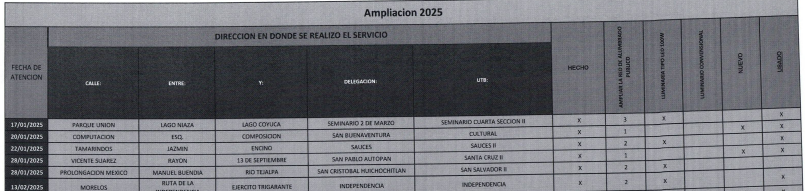 Ampliacion 2025
DIRECCION EN DONDE SE REALIZO EL SERVICIO
FECHA DE ATENCION CALLE: ENTRE: Y: DELEGACION: UTB: HECHO AMPLIAR LA RED DE ALUMBRADO PUBLICO LUMINARIA TIPO LED 100W LUMINARIO CONVENSIONAL NUEVO USADO
17/01/2025 PARQUE UNION LAGO NIAZA LAGO COYUCA SEMINARIO 2 DE MARZO SEMINARIO CUARTA SECCION II X 3 X X
20/01/2025 COMPUTACION ESQ. COMPOSICION SAN BUENAVENTURA CULTURAL X 1 X X
22/01/2025 TAMARINDOS JAZMIN ENCINO SAUCES SAUCES II X 2 X X
28/01/2025 VICENTE SUAREZ RAYON 13 DE SEPTIEMBRE SAN PABLO AUTOPAN SANTA CRUZ II X 1 X X
28/01/2025 PROLONGACION MEXICO MANUEL BUENDIA RIO TEJALPA SAN CRISTOBAL HUICHOCHITLAN SAN SALVADOR II X 2 X
13/02/2025 MORELOS RUTA DE LA EJERCITO TRIGARANTE INDEPENDENCIA INDEPENDENCIA X 2 X X